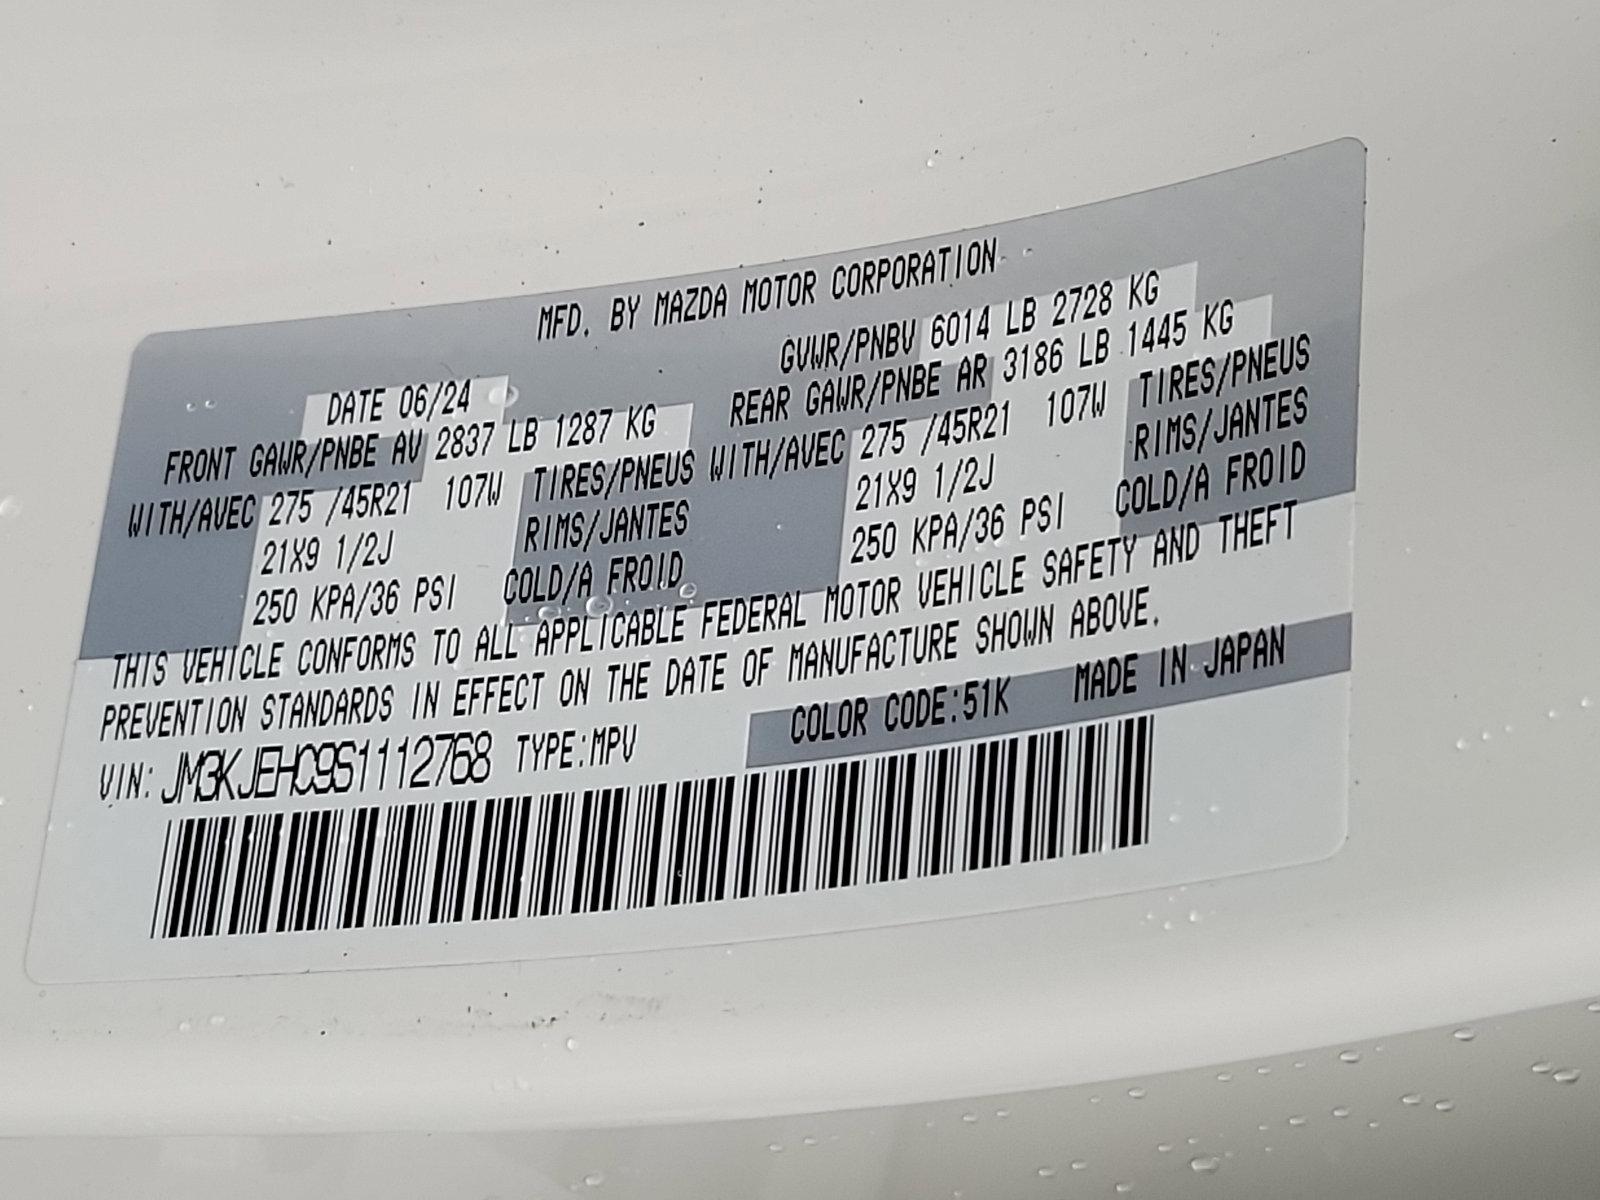 MFD. BY MAZDA MOTOR CORPORATION
DATE 06/24 GVWR/PNBV 6014 LB 2728 KG
FRONT GAWR/PNBE AV 2837 LB 1287 KG REAR GAWR/PNBE AR 3186 LB 1445 KG
WITH/AVEC 275 /45R21 107W TIRES/PNEUS WITH/AVEC 275 /45R21 107W TIRES/PNEUS
21X9 1/2J RIMS/JANTES 21X9 1/2J RIMS/JANTES
250 KPA/36 PSI COLD/A FROID 250 KPA/36 PSI COLD/A FROID
THIS VEHICLE CONFORMS TO ALL APPLICABLE FEDERAL MOTOR VEHICLE SAFETY AND THEFT
PREVENTION STANDARDS IN EFFECT ON THE DATE OF MANUFACTURE SHOWN ABOVE.
VIN: JM3KJEHC9S1112768 TYPE:MPV COLOR CODE:51K MADE IN JAPAN